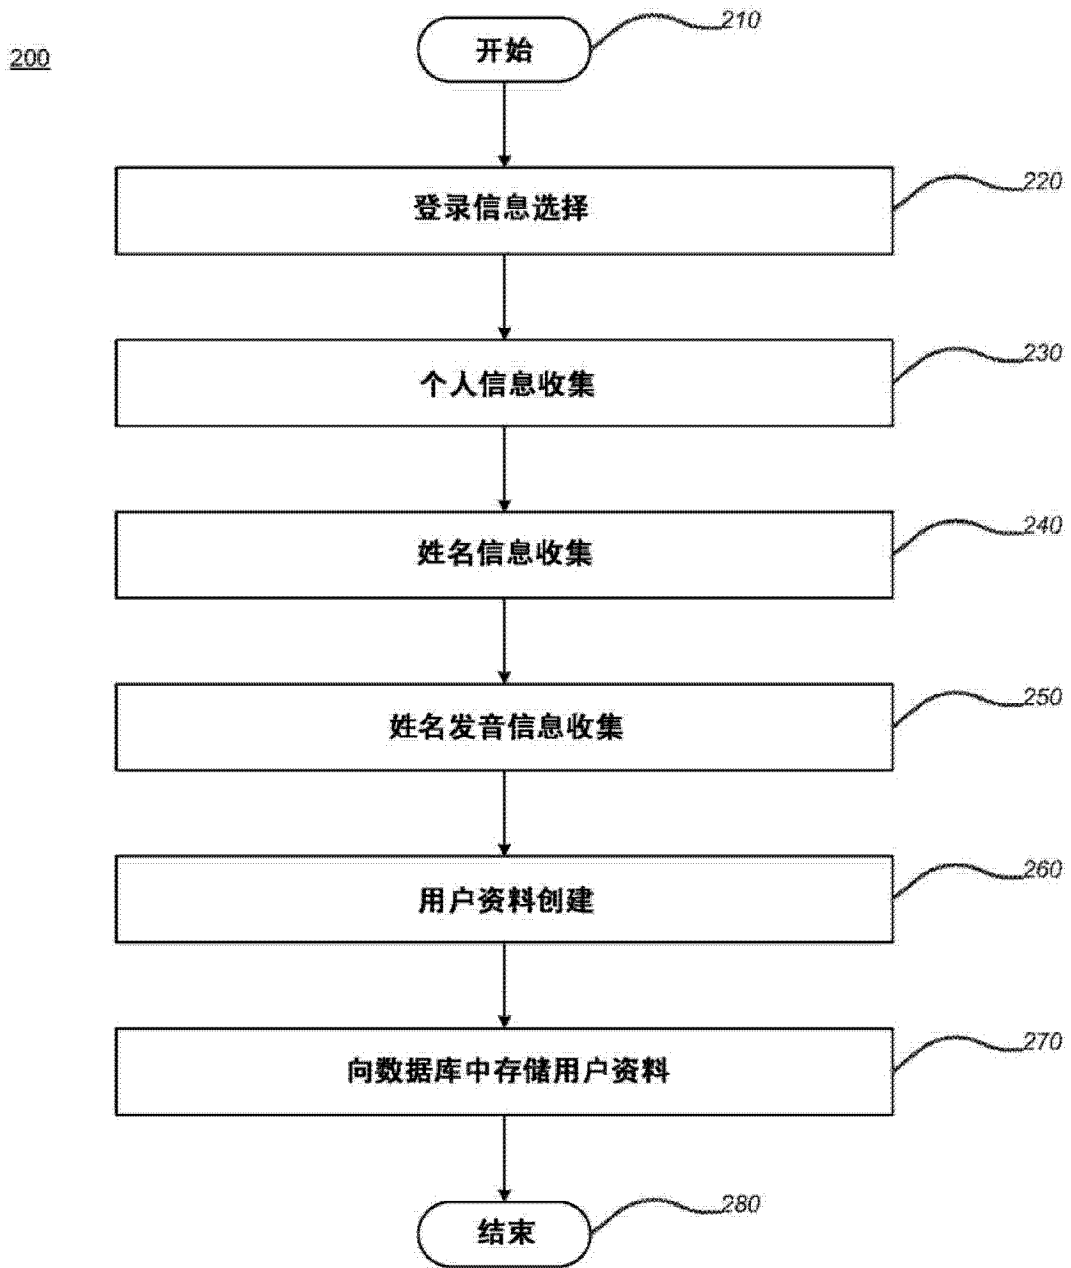 210
200
开始
220
登录信息选择
230
个人信息收集
240
姓名信息收集
250
姓名发音信息收集
260
用户资料创建
270
向数据库中存储用户资料
280
结束